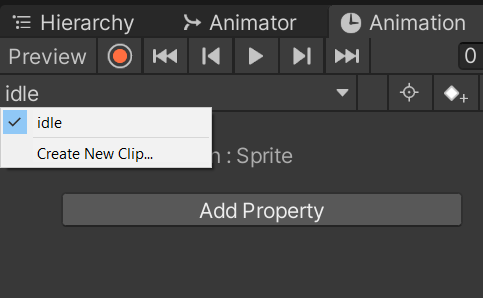 Hierarchy Animator Animation
Preview 0
idle
idle
Create New Clip...
: Sprite
Add Property